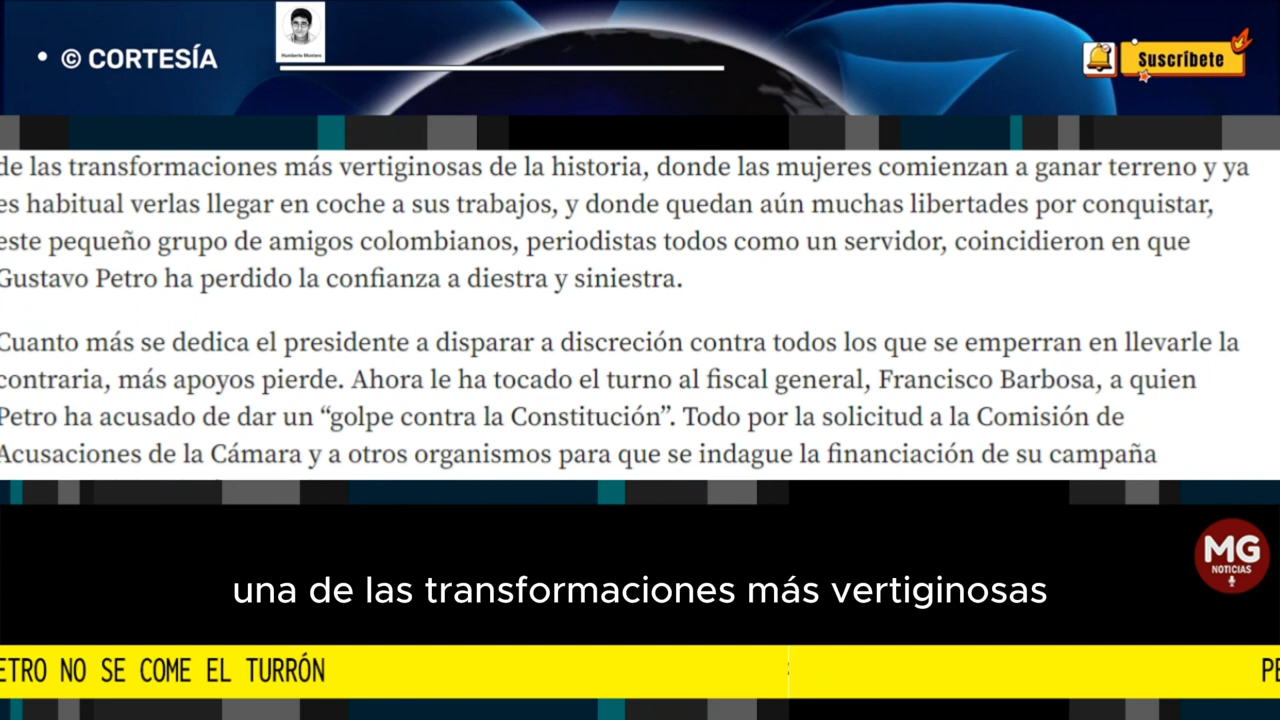 • © CORTESÍA
Humberto Montero
Suscríbete
de las transformaciones más vertiginosas de la historia, donde las mujeres comienzan a ganar terreno y ya
es habitual verlas llegar en coche a sus trabajos, y donde quedan aún muchas libertades por conquistar,
este pequeño grupo de amigos colombianos, periodistas todos como un servidor, coincidieron en que
Gustavo Petro ha perdido la confianza a diestra y siniestra.
Cuanto más se dedica el presidente a disparar a discreción contra todos los que se emperran en llevarle la
contraria, más apoyos pierde. Ahora le ha tocado el turno al fiscal general, Francisco Barbosa, a quien
Petro ha acusado de dar un “golpe contra la Constitución”. Todo por la solicitud a la Comisión de
Acusaciones de la Cámara y a otros organismos para que se indague la financiación de su campaña
MG
NOTICIAS
una de las transformaciones más vertiginosas
ETRO NO SE COME EL TURRÓN
PE